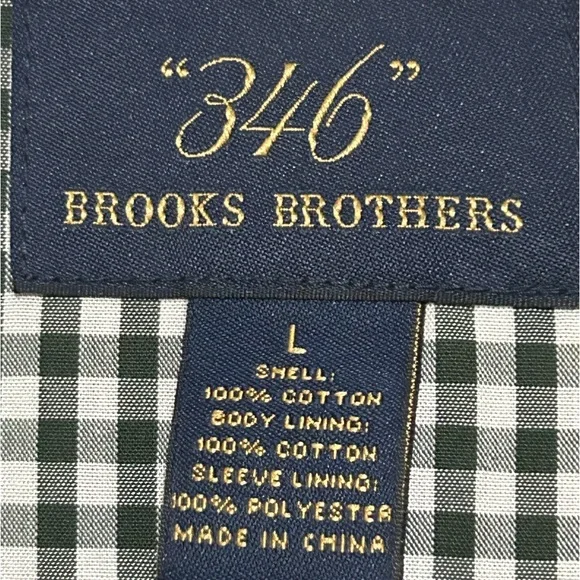 “346”
BROOKS BROTHERS
L
SHELL:
100% COTTON
BODY LINING:
100% COTTON
SLEEVE LINING:
100% POLYESTER
MADE IN CHINA